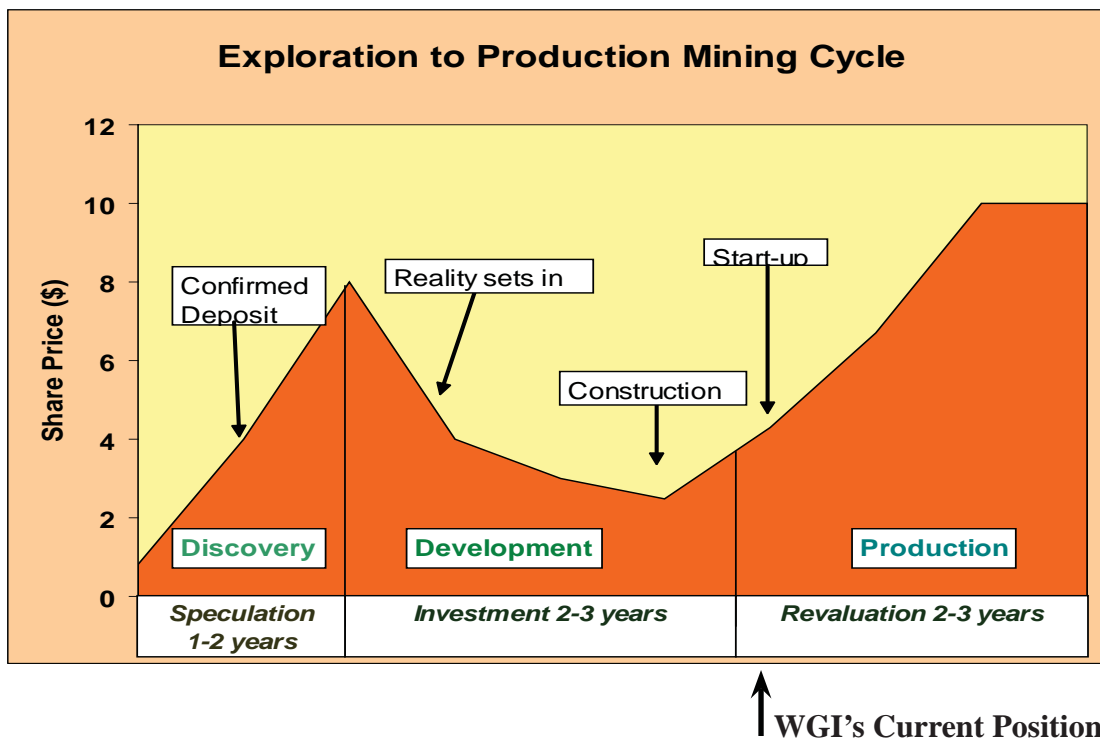 Exploration to Production Mining Cycle
Share Price ($)
12
10
8
6
4
2
0
Confirmed
Deposit
Reality sets in
Construction
Start-up
Discovery
Development
Production
Speculation
1-2 years
Investment 2-3 years
Revaluation 2-3 years
WGI's Current Position